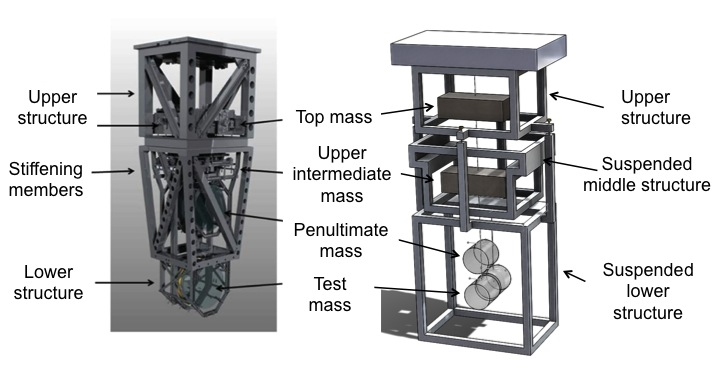 Upper
structure
Stiffening
members
Lower
structure
Top mass
Upper
intermediate
mass
Penultimate
mass
Test
mass
Upper
structure
Suspended
middle structure
Suspended
lower
structure